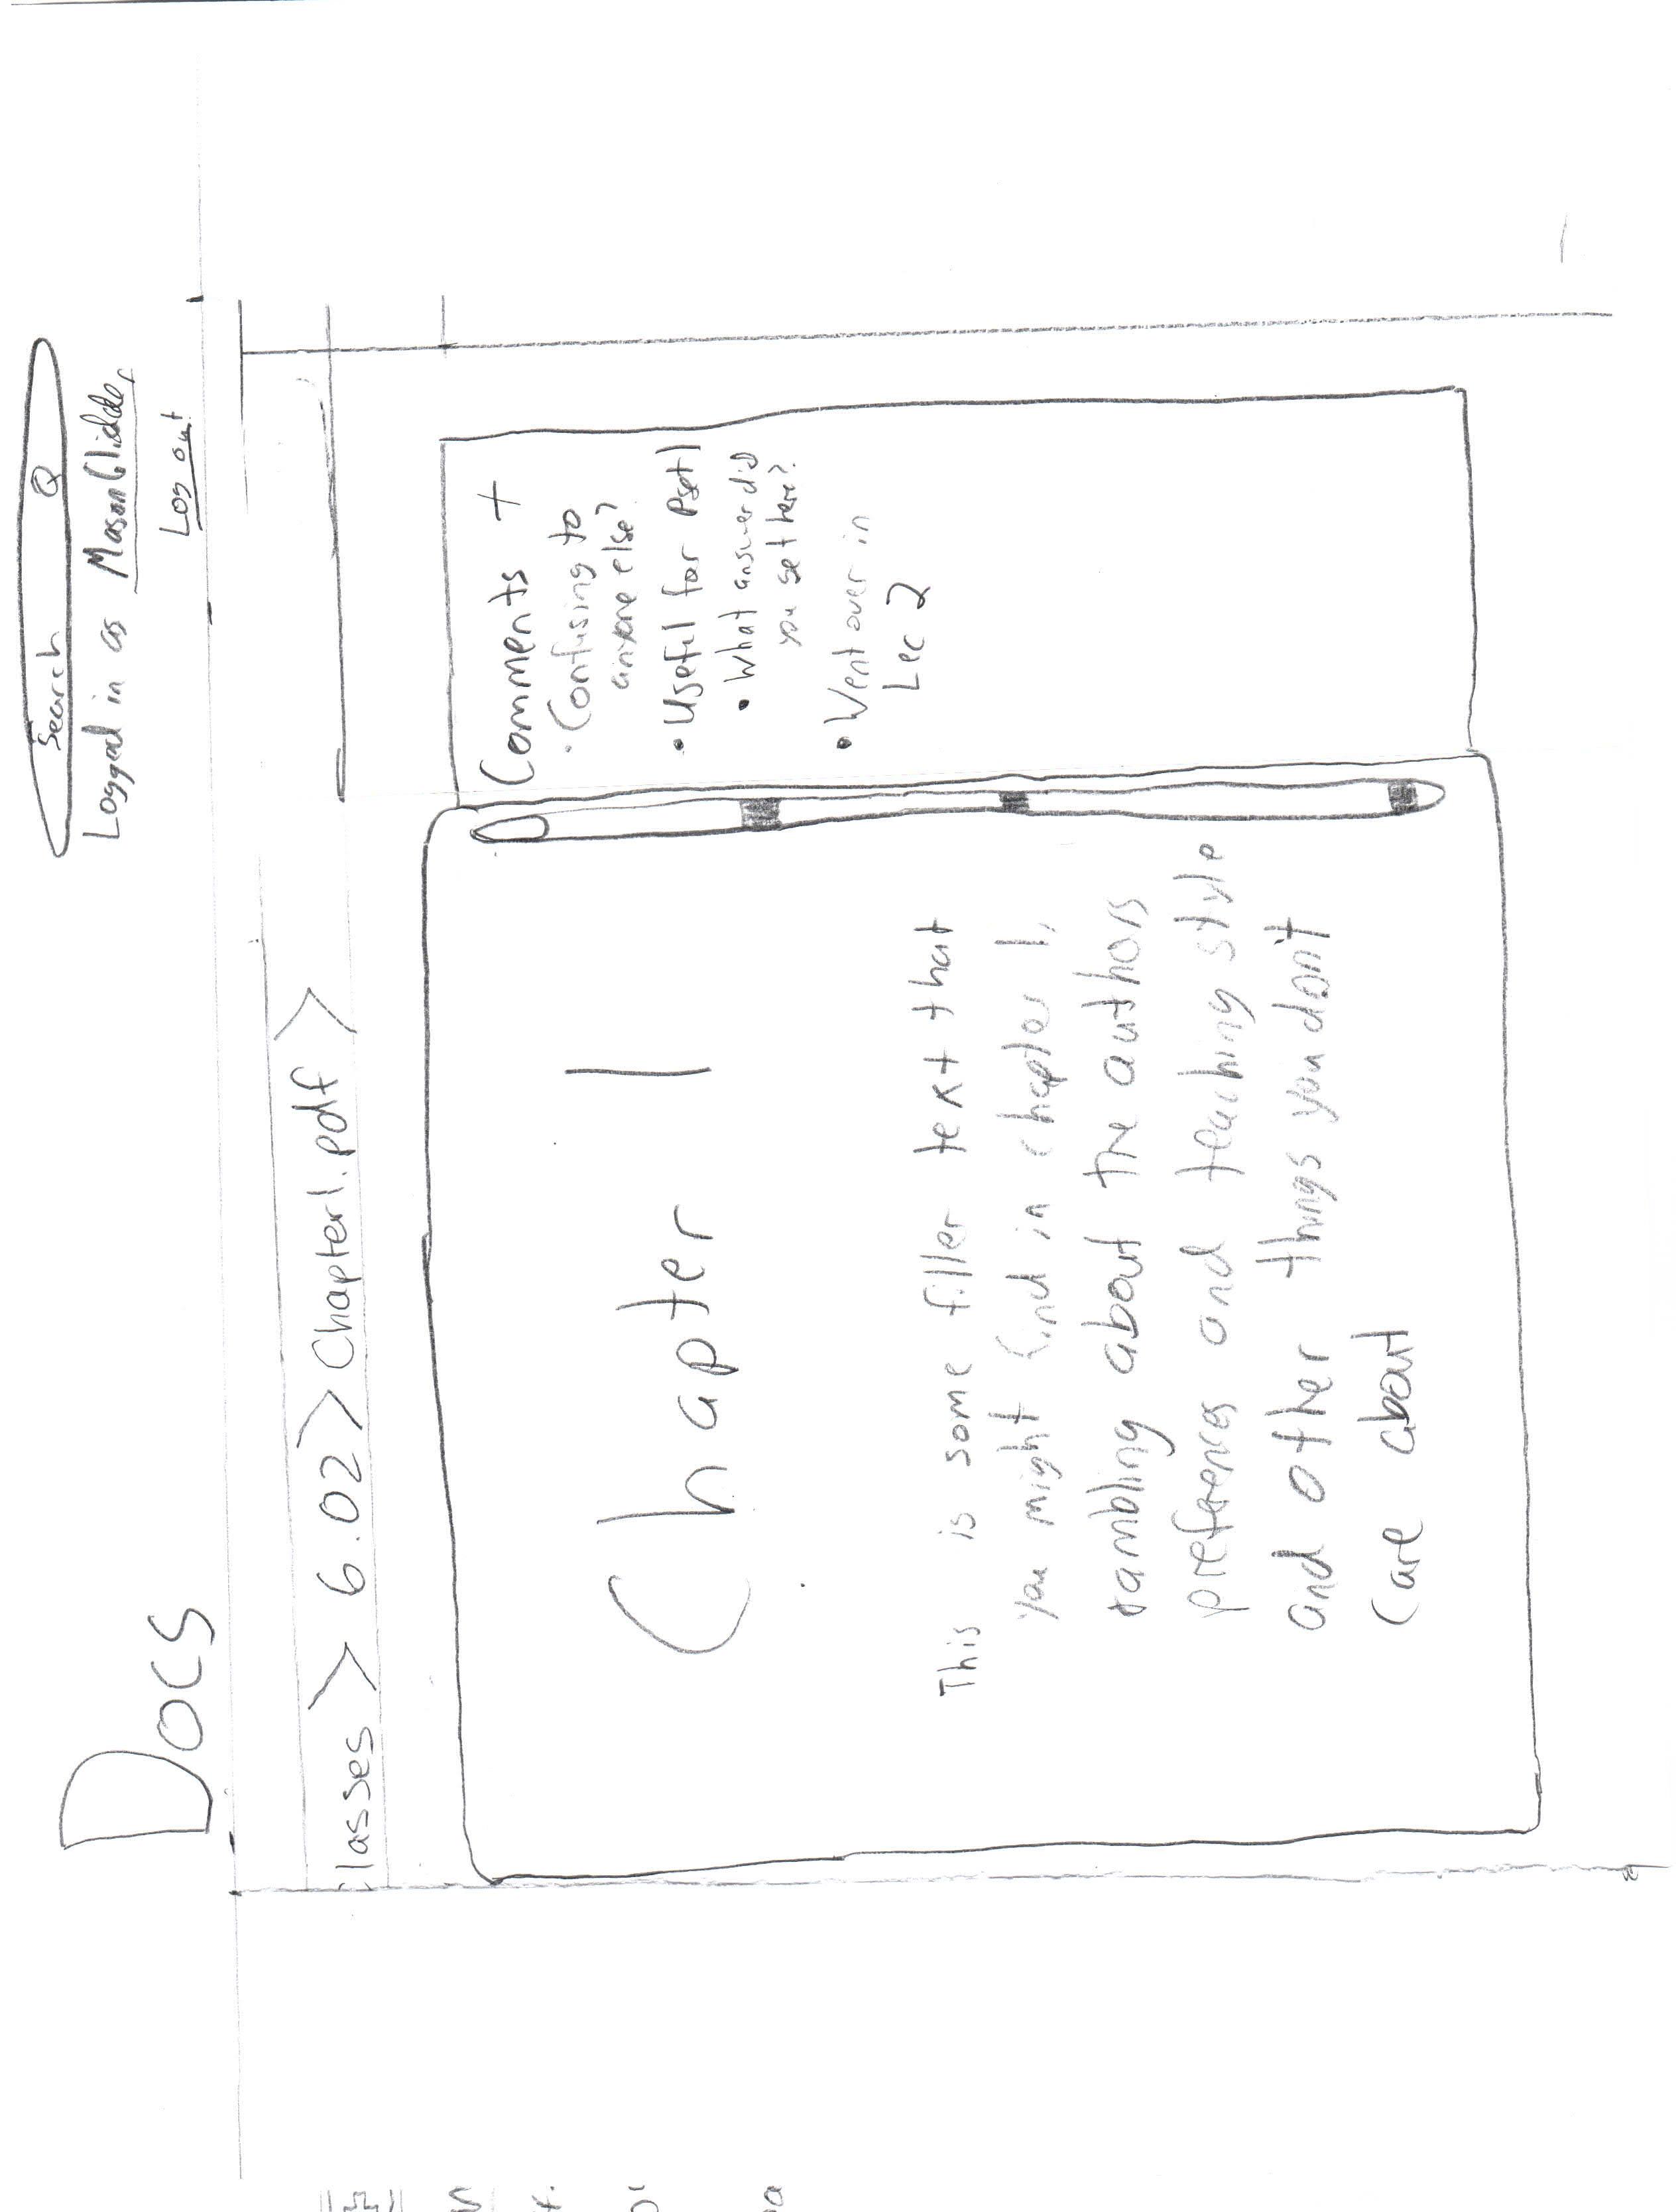 Search
Logged in as MasonGlidden
Log out
Docs
lasses > 6.02 > Chapter1.pdf >
Comments +
• Confusing to
anyone else?
• Useful for Pset1
• What answer did
you get here?
• Went over in
Lec 2
Chapter 1
This is some filler text that
you might find in chapter 1,
rambling about the authors
preferences and teaching style
and other things you don't
care about